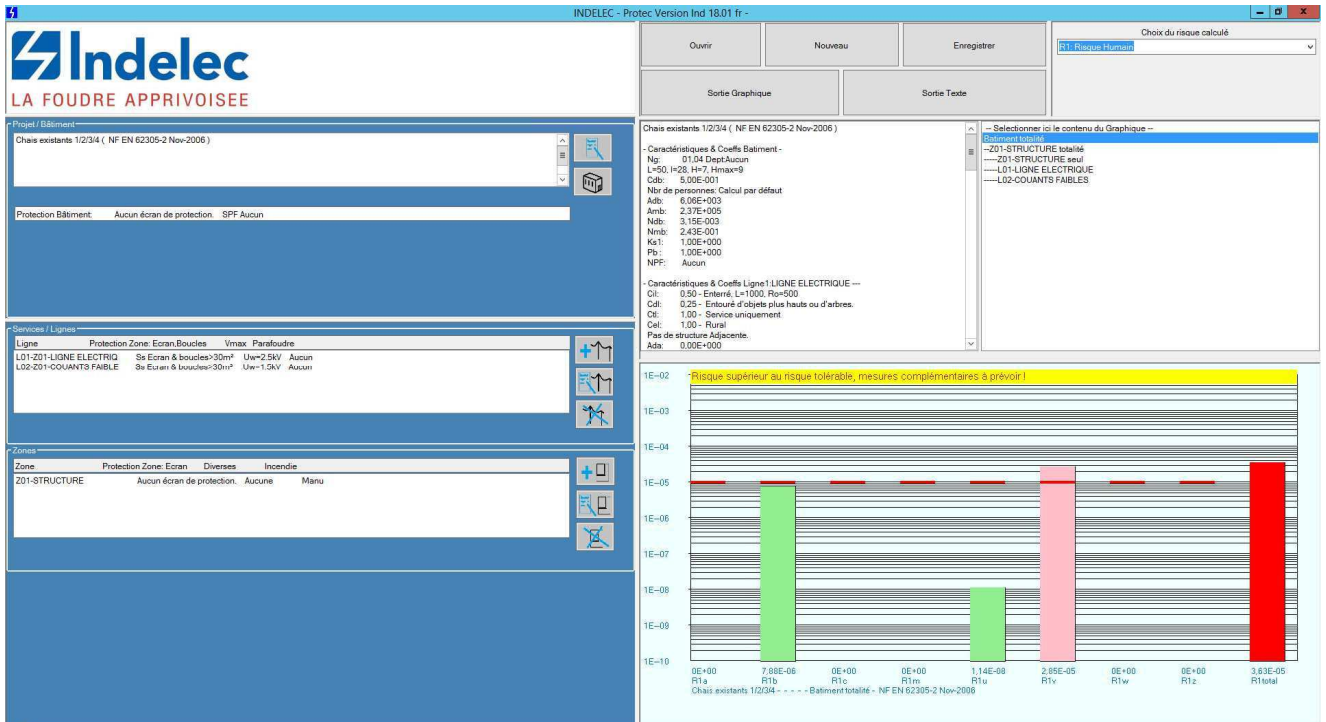 INDELEC - Protec Version Ind 18.01 fr -
Indelec
LA FOUDRE APPRIVOISEE
Ouvrir
Nouveau
Enregistrer
Choix du risque calculé
R1: Risque Humain
Sortie Graphique
Sortie Texte
Projet / Bâtiment
Chais existants 1/2/3/4 ( NF EN 62305-2 Nov-2006 )
Protection Bâtiment: Aucun écran de protection. SPF Aucun
Services / Lignes
Ligne Protection Zone: Ecran,Boucles Vmax Parafoudre
L01-Z01-LIGNE ELECTRIQ Ss Ecran & boucles>30m² Uw=2.5kV Aucun
L02-Z01-COUANTS FAIBLE Ss Ecran & boucles>30m² Uw=1.5kV Aucun
Zones
Zone Protection Zone: Ecran Diverses Incendie
Z01-STRUCTURE Aucun écran de protection. Aucune Manu
Chais existants 1/2/3/4 ( NF EN 62305-2 Nov-2006 )
- Caractéristiques & Coeffs Batiment -
Ng: 01,04 Dept:Aucun
L=50, l=28, H=7, Hmax=9
Cdb: 5,00E-001
Nbr de personnes: Calcul par défaut
Adb: 6,06E+003
Amb: 2,37E+005
Ndb: 3,15E-003
Nmb: 2,43E-001
Ks1: 1,00E+000
Pb : 1,00E+000
NPF: Aucun
- Caractéristiques & Coeffs Ligne1:LIGNE ELECTRIQUE ---
Cil: 0,50 - Enterré, L=1000, Ro=500
Cdl: 0,25 - Entouré d'objets plus hauts ou d'arbres.
Ctl: 1,00 - Service uniquement
Cel: 1,00 - Rural
Pas de structure Adjacente.
Ada: 0,00E+000
-- Selectionner ici le contenu du Graphique --
Batiment totalité
--Z01-STRUCTURE totalité
-----Z01-STRUCTURE seul
-----L01-LIGNE ELECTRIQUE
-----L02-COUANTS FAIBLES
Risque supérieur au risque tolérable, mesures complémentaires à prévoir !
1E-02
1E-03
1E-04
1E-05
1E-06
1E-07
1E-08
1E-09
1E-10
0E+00 7,88E-06 0E+00 0E+00 1,14E-08 2,85E-05 0E+00 0E+00 3,63E-05
R1a R1b R1c R1m R1u R1v R1w R1z R1total
Chais existants 1/2/3/4 - - - - - Batiment totalité - NF EN 62305-2 Nov-2006